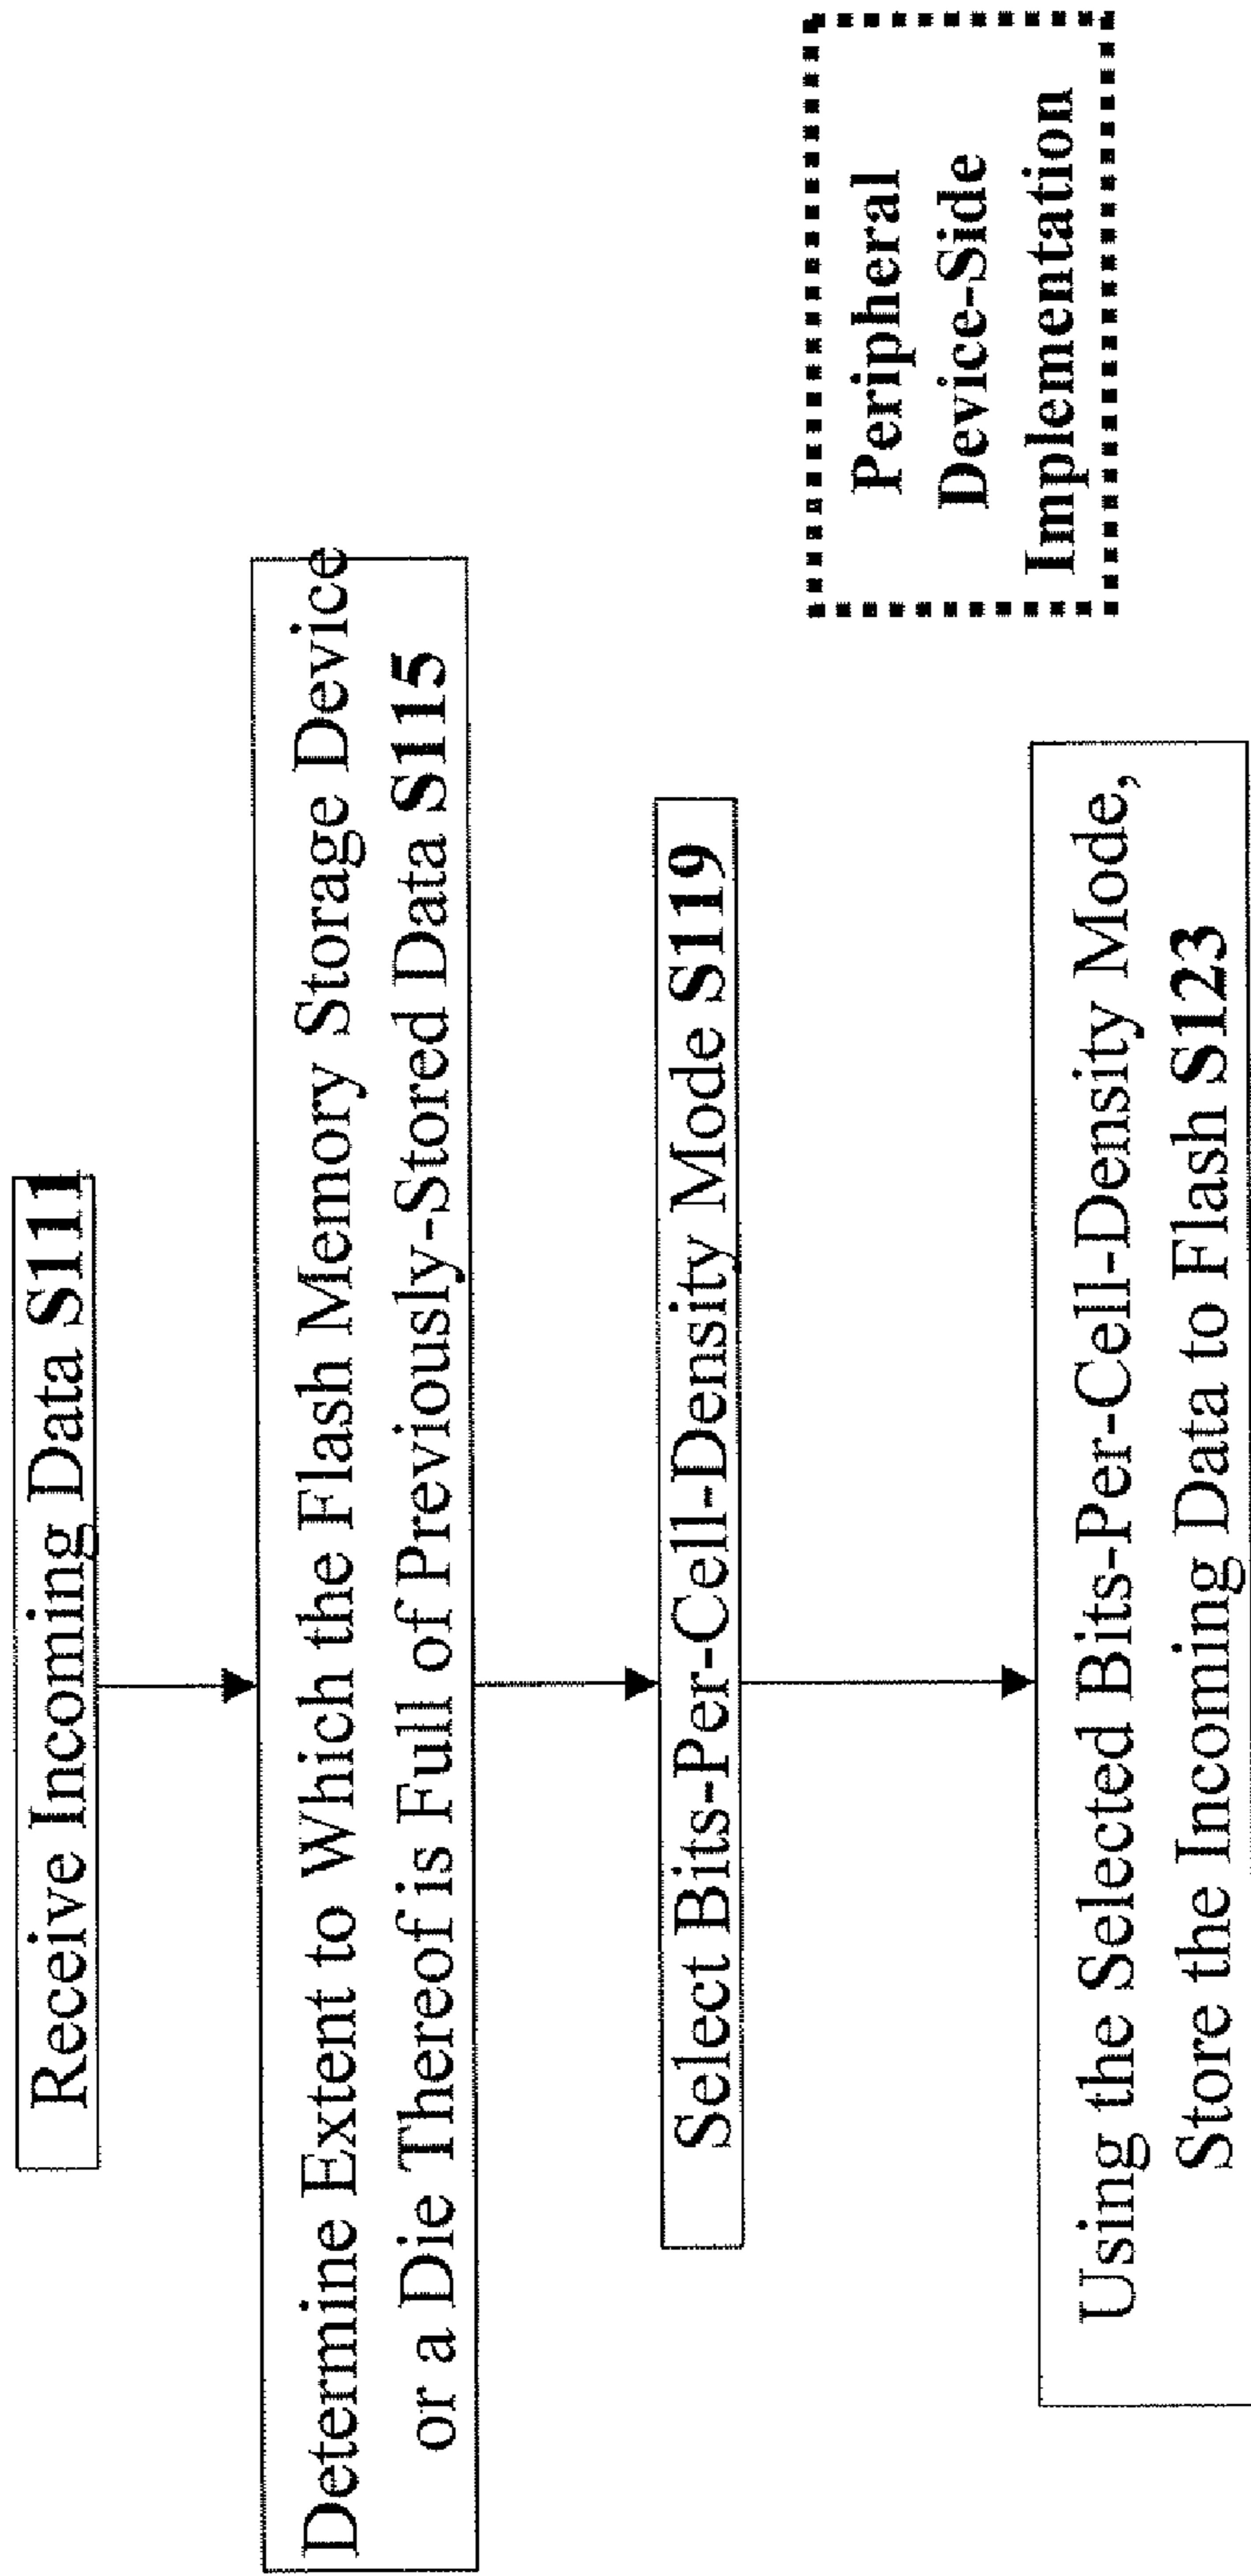 Receive Incoming Data S111
Determine Extent to Which the Flash Memory Storage Device
or a Die Thereof is Full of Previously-Stored Data S115
Select Bits-Per-Cell-Density Mode S119
Using the Selected Bits-Per-Cell-Density Mode,
Store the Incoming Data to Flash S123
Peripheral
Device-Side
Implementation